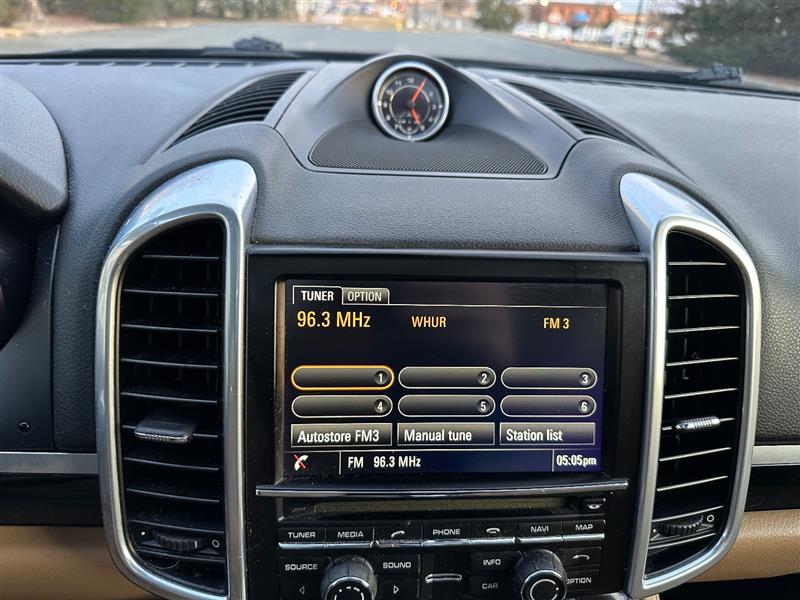 TUNER OPTION
96.3 MHz WHUR FM 3
1 2 3
4 5 6
Autostore FM3 Manual tune Station list
FM 96.3 MHz 05:05pm
TUNER MEDIA PHONE NAVI MAP
SOURCE SOUND INFO
CAR OPTION